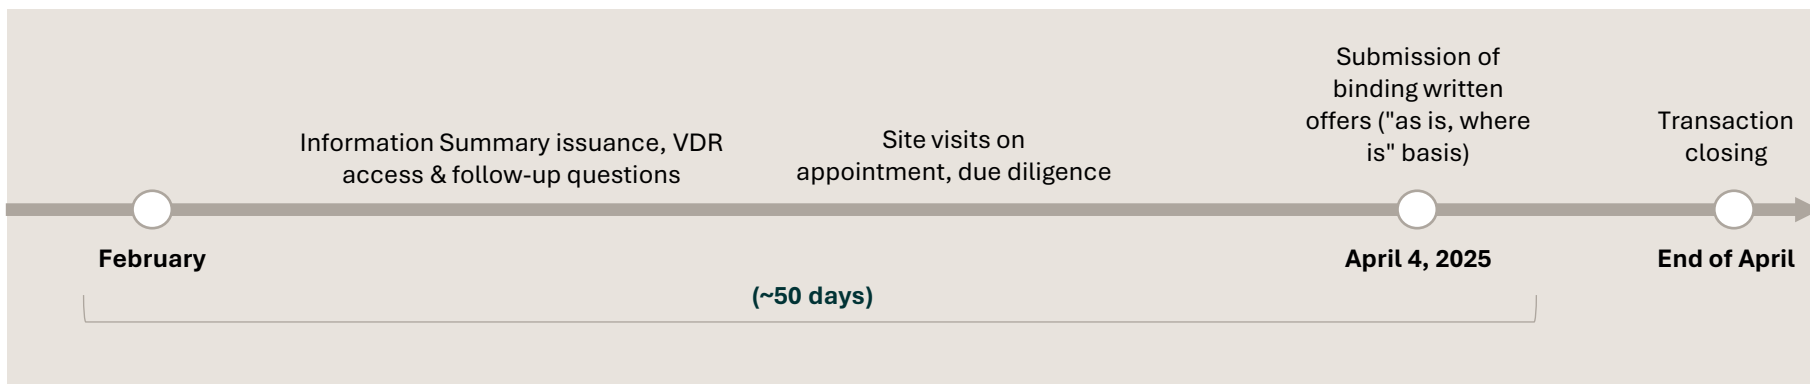 Information Summary issuance, VDR
access & follow-up questions
Site visits on
appointment, due diligence
Submission of
binding written
offers ("as is, where
is" basis)
Transaction
closing
February
April 4, 2025
End of April
(~50 days)